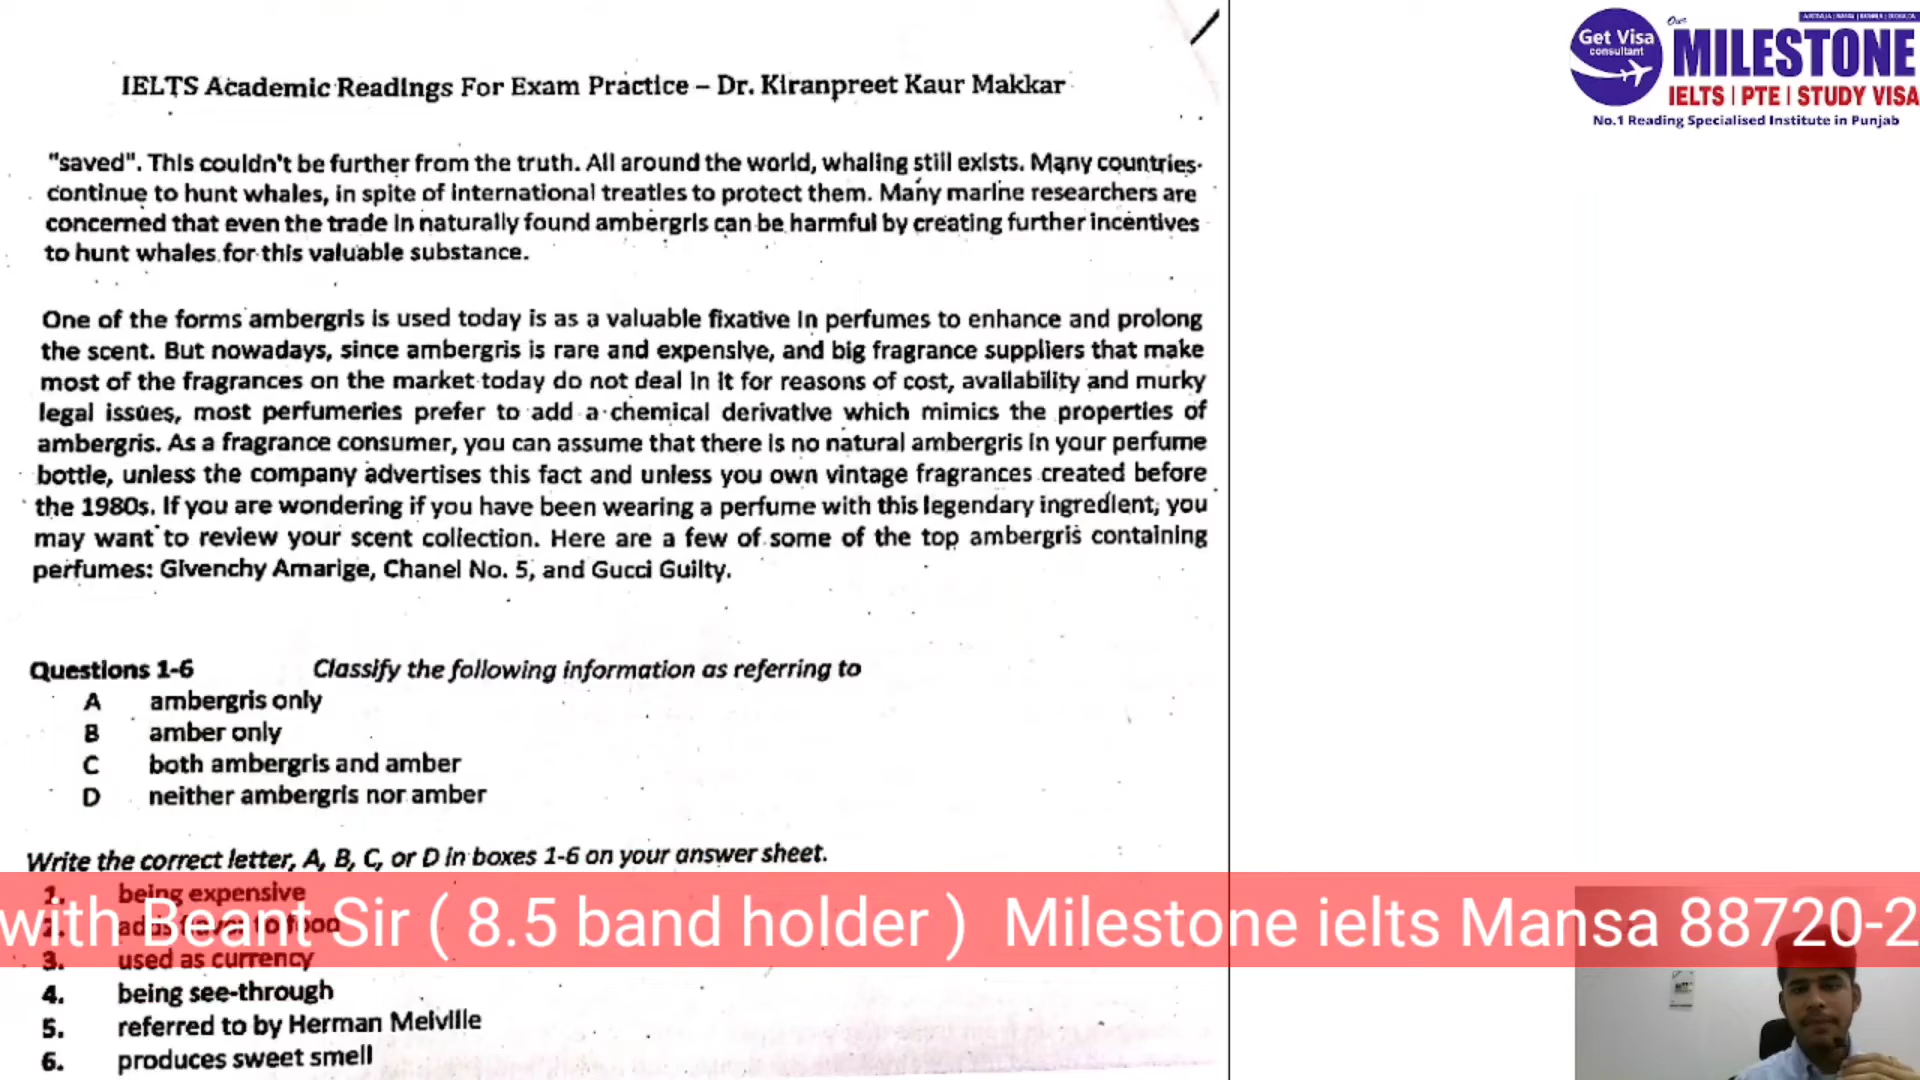 IELTS Academic Readings For Exam Practice – Dr. Kiranpreet Kaur Makkar
"saved". This couldn't be further from the truth. All around the world, whaling still exists. Many countries
continue to hunt whales, in spite of international treaties to protect them. Many marine researchers are
concerned that even the trade in naturally found ambergris can be harmful by creating further incentives
to hunt whales for this valuable substance.
One of the forms ambergris is used today is as a valuable fixative in perfumes to enhance and prolong
the scent. But nowadays, since ambergris is rare and expensive, and big fragrance suppliers that make
most of the fragrances on the market today do not deal in it for reasons of cost, availability and murky
legal issues, most perfumeries prefer to add a chemical derivative which mimics the properties of
ambergris. As a fragrance consumer, you can assume that there is no natural ambergris in your perfume
bottle, unless the company advertises this fact and unless you own vintage fragrances created before
the 1980s. If you are wondering if you have been wearing a perfume with this legendary ingredient, you
may want to review your scent collection. Here are a few of some of the top ambergris containing
perfumes: Givenchy Amarige, Chanel No. 5, and Gucci Guilty.
Questions 1-6 Classify the following information as referring to
A ambergris only
B amber only
C both ambergris and amber
D neither ambergris nor amber
Write the correct letter, A, B, C, or D in boxes 1-6 on your answer sheet.
1. being expensive
2. adds flavor to food
3. used as currency
4. being see-through
5. referred to by Herman Melville
6. produces sweet smell
with Beant Sir ( 8.5 band holder ) Milestone ielts Mansa 88720-2
Get Visa
consultant
Our
MILESTONE
IELTS | PTE | STUDY VISA
No.1 Reading Specialised Institute in Punjab